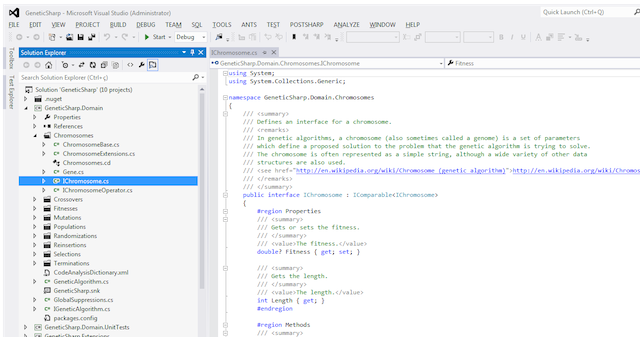 GeneticSharp - Microsoft Visual Studio (Administrator)
Quick Launch (Ctrl+Q)
FILE EDIT VIEW PROJECT BUILD DEBUG TEAM SQL TOOLS ANTS TEST POSTSHARP ANALYZE WINDOW HELP
Start Debug
Toolbox
Test Explorer
Solution Explorer
Search Solution Explorer (Ctrl+ç)
Solution 'GeneticSharp' (10 projects)
.nuget
GeneticSharp.Domain
Properties
References
Chromosomes
ChromosomeBase.cs
ChromosomeExtensions.cs
Chromosomes.cd
Gene.cs
IChromosome.cs
IChromosomeOperator.cs
Crossovers
Fitnesses
Mutations
Populations
Randomizations
Reinsertions
Selections
Terminations
CodeAnalysisDictionary.xml
GeneticAlgorithm.cs
GeneticSharp.snk
GlobalSuppressions.cs
IGeneticAlgorithm.cs
packages.config
GeneticSharp.Domain.UnitTests
GeneticSharp.Extensions
IChromosome.cs
GeneticSharp.Domain.Chromosomes.IChromosome
Fitness
using System;
using System.Collections.Generic;
namespace GeneticSharp.Domain.Chromosomes
{
/// <summary>
/// Defines an interface for a chromosome.
/// <remarks>
/// In genetic algorithms, a chromosome (also sometimes called a genome) is a set of parameters
/// which define a proposed solution to the problem that the genetic algorithm is trying to solve.
/// The chromosome is often represented as a simple string, although a wide variety of other data
/// structures are also used.
/// <see href="http://en.wikipedia.org/wiki/Chromosome_(genetic_algorithm)">http://en.wikipedia.org/wiki/Chromos
/// </remarks>
/// </summary>
public interface IChromosome : IComparable<IChromosome>
{
#region Properties
/// <summary>
/// Gets or sets the fitness.
/// </summary>
/// <value>The fitness.</value>
double? Fitness { get; set; }
/// <summary>
/// Gets the length.
/// </summary>
/// <value>The length.</value>
int Length { get; }
#endregion
#region Methods
/// <summary>